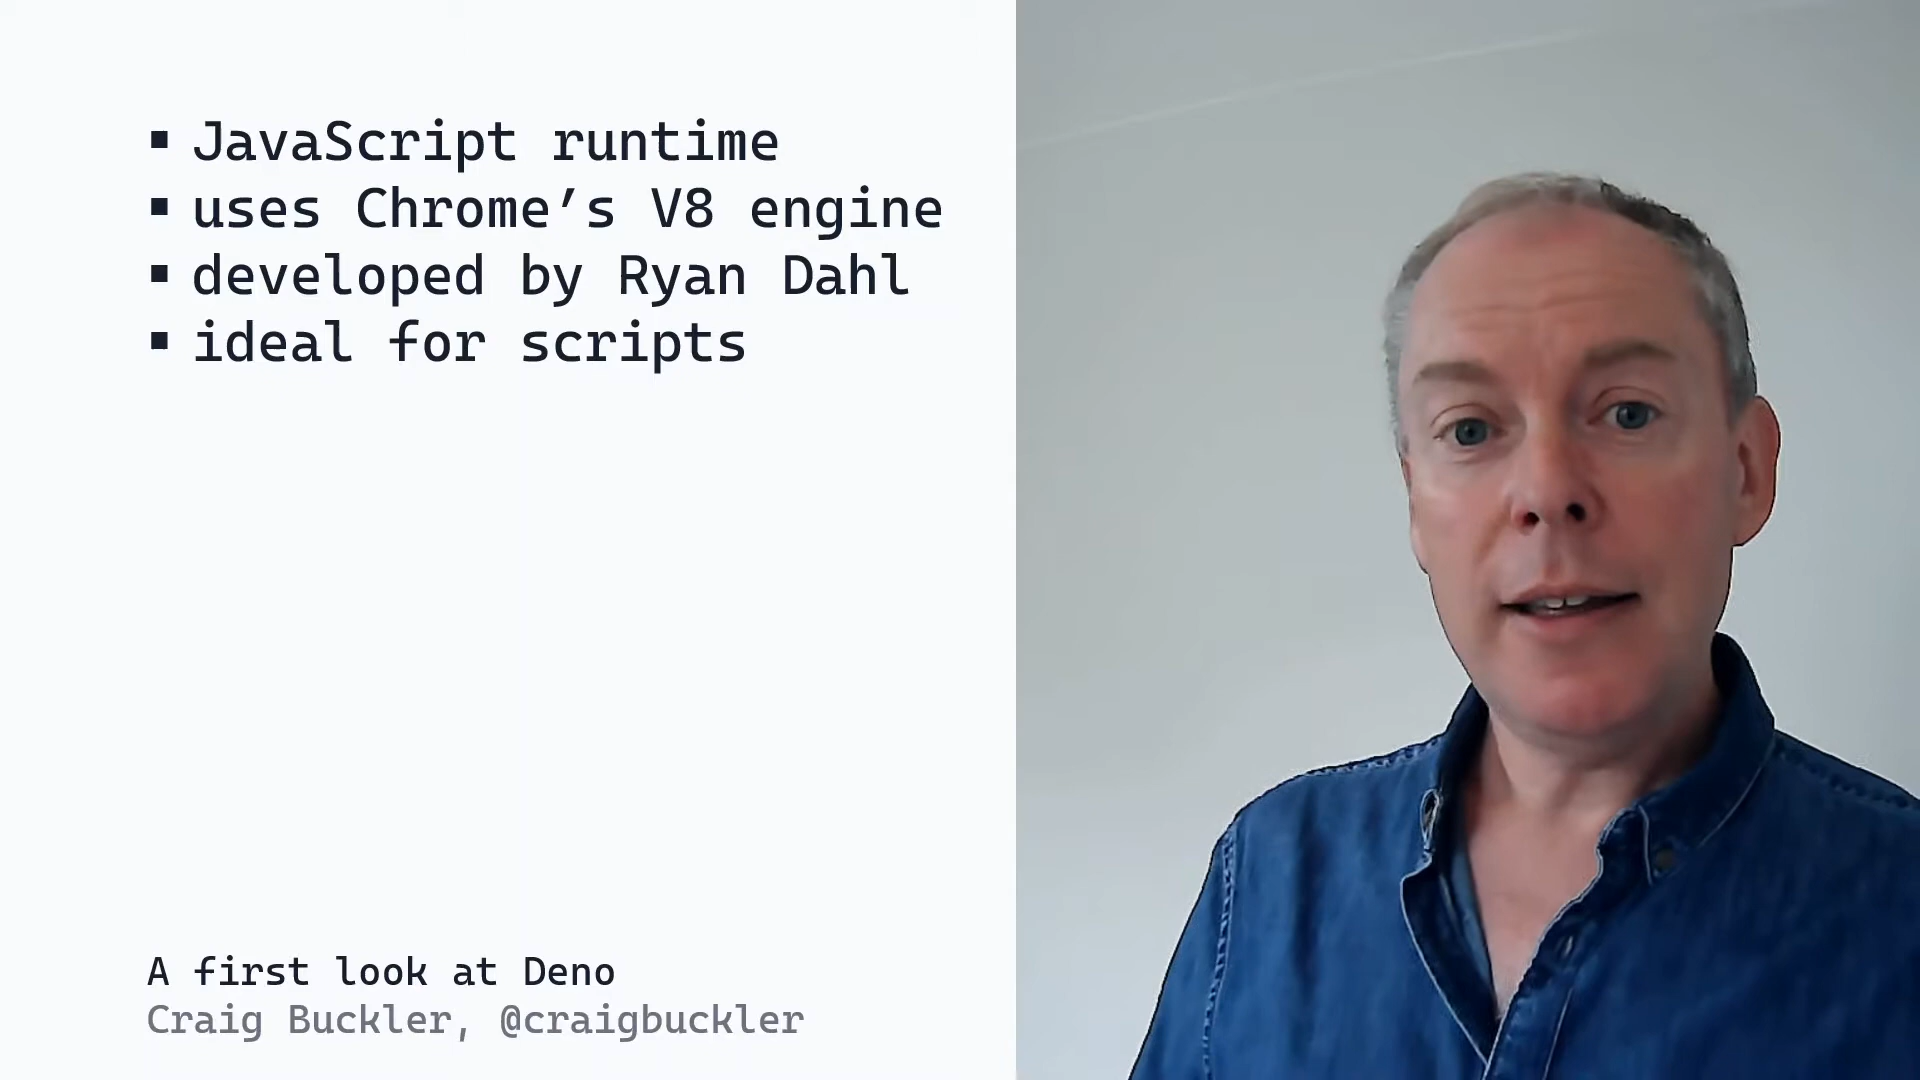 ▪ JavaScript runtime
▪ uses Chrome’s V8 engine
▪ developed by Ryan Dahl
▪ ideal for scripts
A first look at Deno
Craig Buckler, @craigbuckler